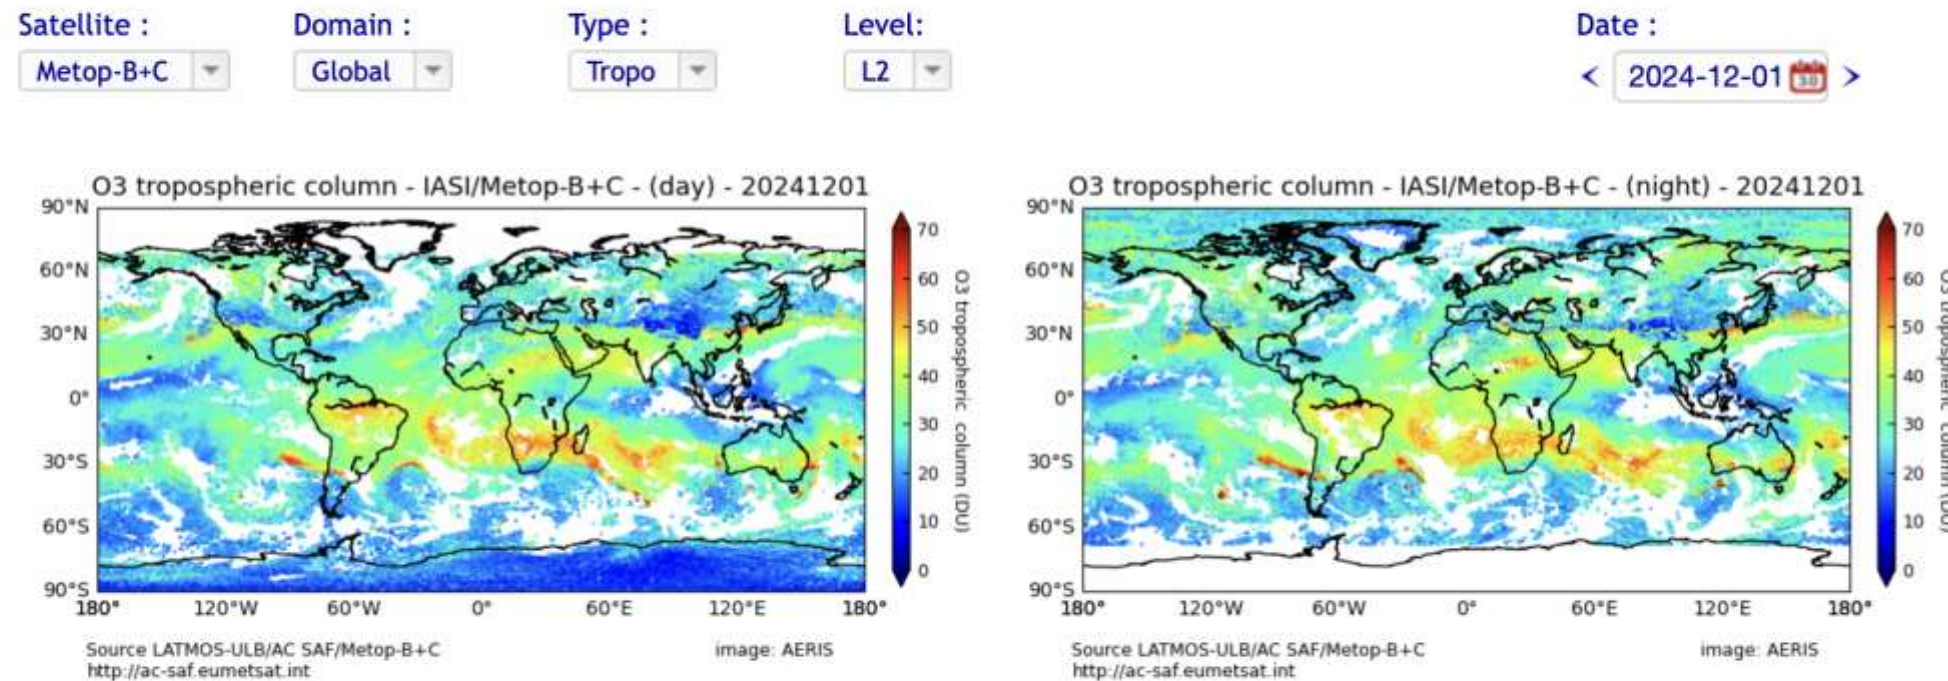 Satellite : Domain : Type : Level: Date :
Metop-B+C Global Tropo L2 < 2024-12-01 30 >
O3 tropospheric column - IASI/Metop-B+C - (day) - 20241201
90°N
60°N
30°N
0°
30°S
60°S
90°S
180° 120°W 60°W 0° 60°E 120°E 180°
70
60
50
40
30
20
10
0
O3 tropospheric column (DU)
Source LATMOS-ULB/AC SAF/Metop-B+C
http://ac-saf.eumetsat.int
image: AERIS
O3 tropospheric column - IASI/Metop-B+C - (night) - 20241201
90°N
60°N
30°N
0°
30°S
60°S
90°S
180° 120°W 60°W 0° 60°E 120°E 180°
70
60
50
40
30
20
10
0
O3 tropospheric column (DU)
Source LATMOS-ULB/AC SAF/Metop-B+C
http://ac-saf.eumetsat.int
image: AERIS